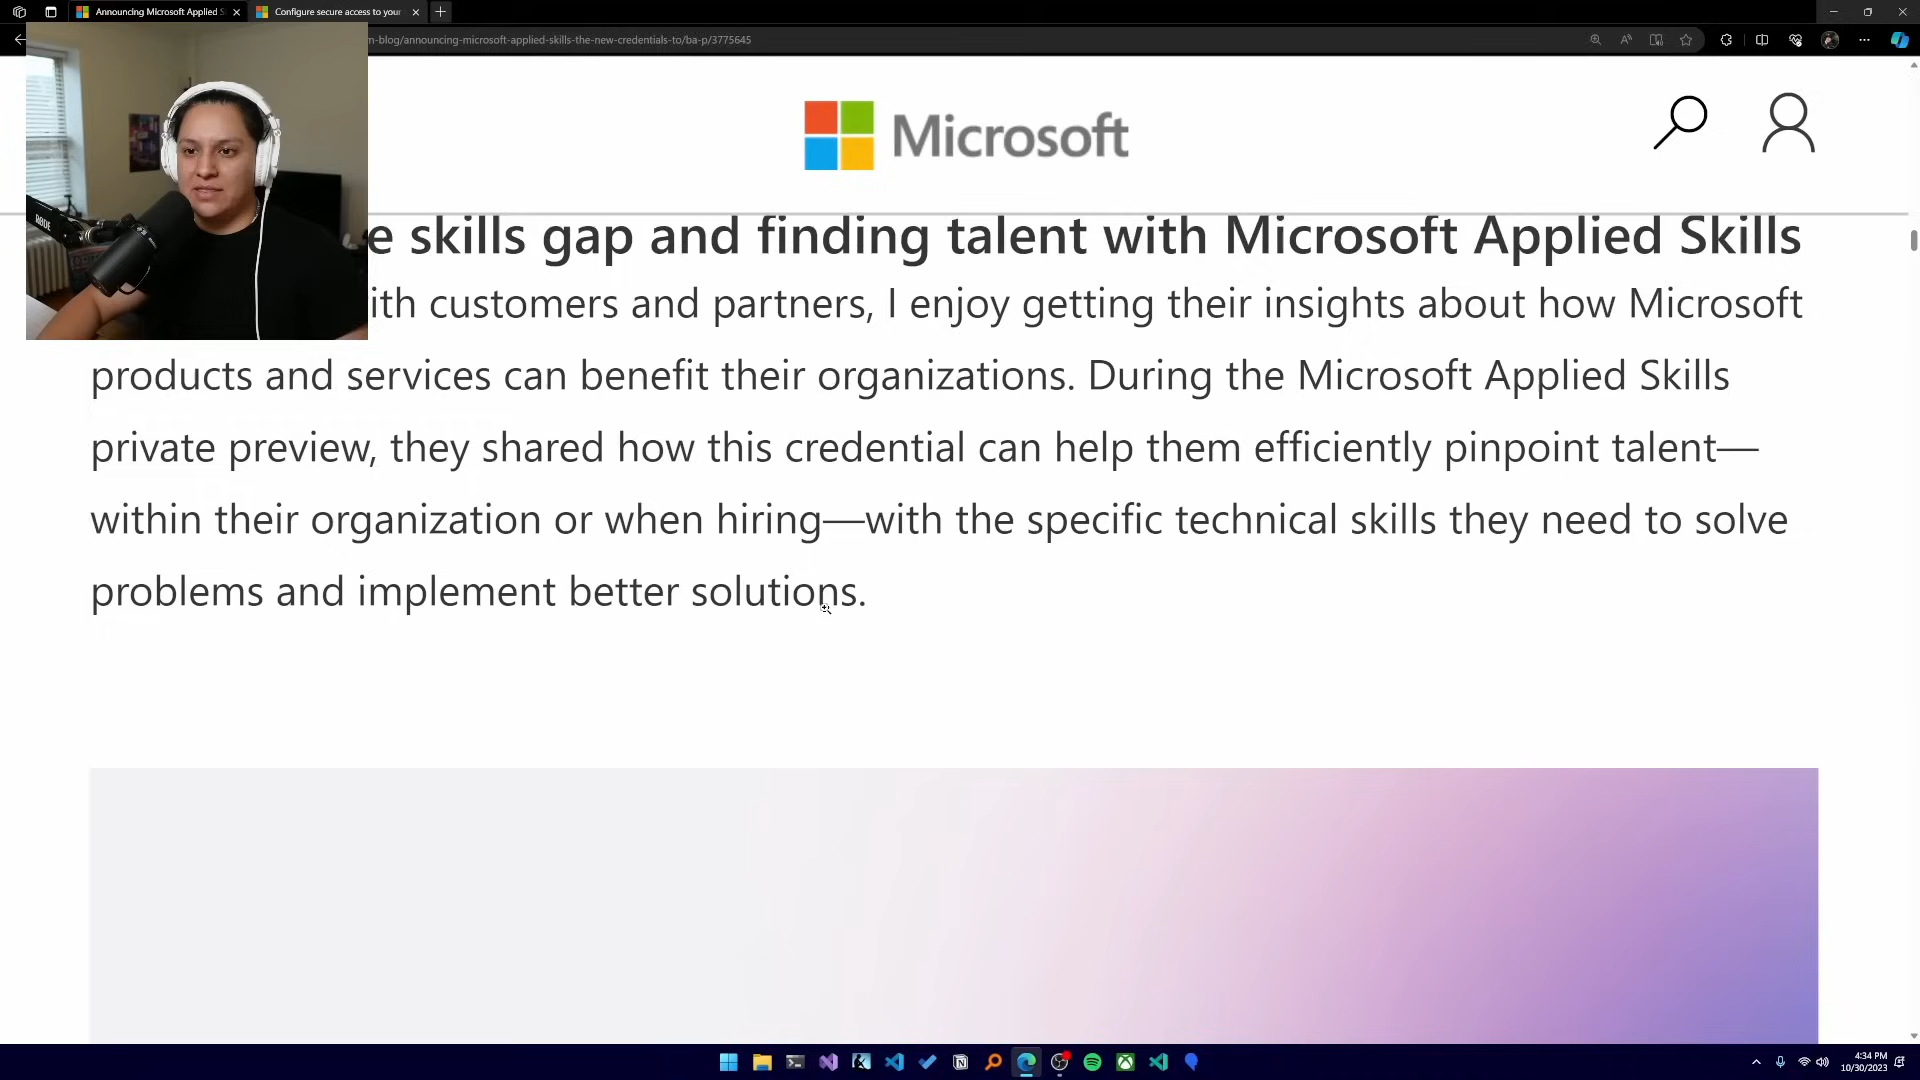 Announcing Microsoft Applied S
Configure secure access to your
m-blog/announcing-microsoft-applied-skills-the-new-credentials-to/ba-p/3775645
Microsoft
e skills gap and finding talent with Microsoft Applied Skills
ith customers and partners, I enjoy getting their insights about how Microsoft
products and services can benefit their organizations. During the Microsoft Applied Skills
private preview, they shared how this credential can help them efficiently pinpoint talent—
within their organization or when hiring—with the specific technical skills they need to solve
problems and implement better solutions.
RODE
4:34 PM
10/30/2023